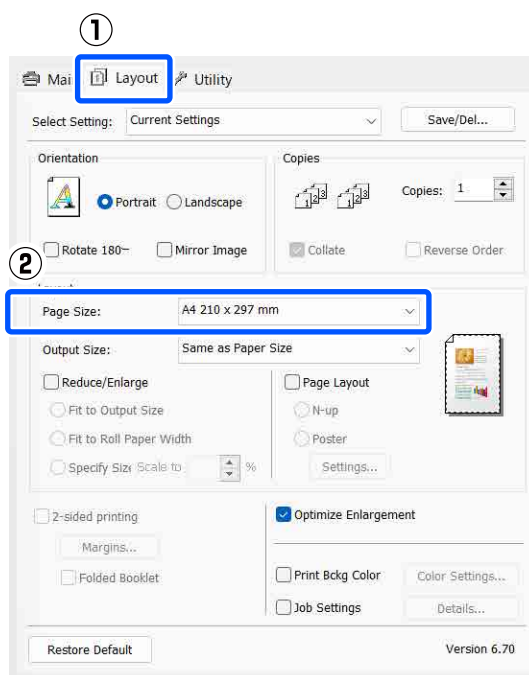 ①
Mai Layout Utility
Select Setting: Current Settings Save/Del...
Orientation Copies
Portrait Landscape Copies: 1
Rotate 180 Mirror Image Collate Reverse Order
②
Page Size: A4 210 x 297 mm
Output Size: Same as Paper Size
Reduce/Enlarge Page Layout
Fit to Output Size N-up
Fit to Roll Paper Width Poster
Specify Size Scale to % Settings...
2-sided printing Optimize Enlargement
Margins...
Folded Booklet Print Bckg Color Color Settings...
Job Settings Details...
Restore Default Version 6.70